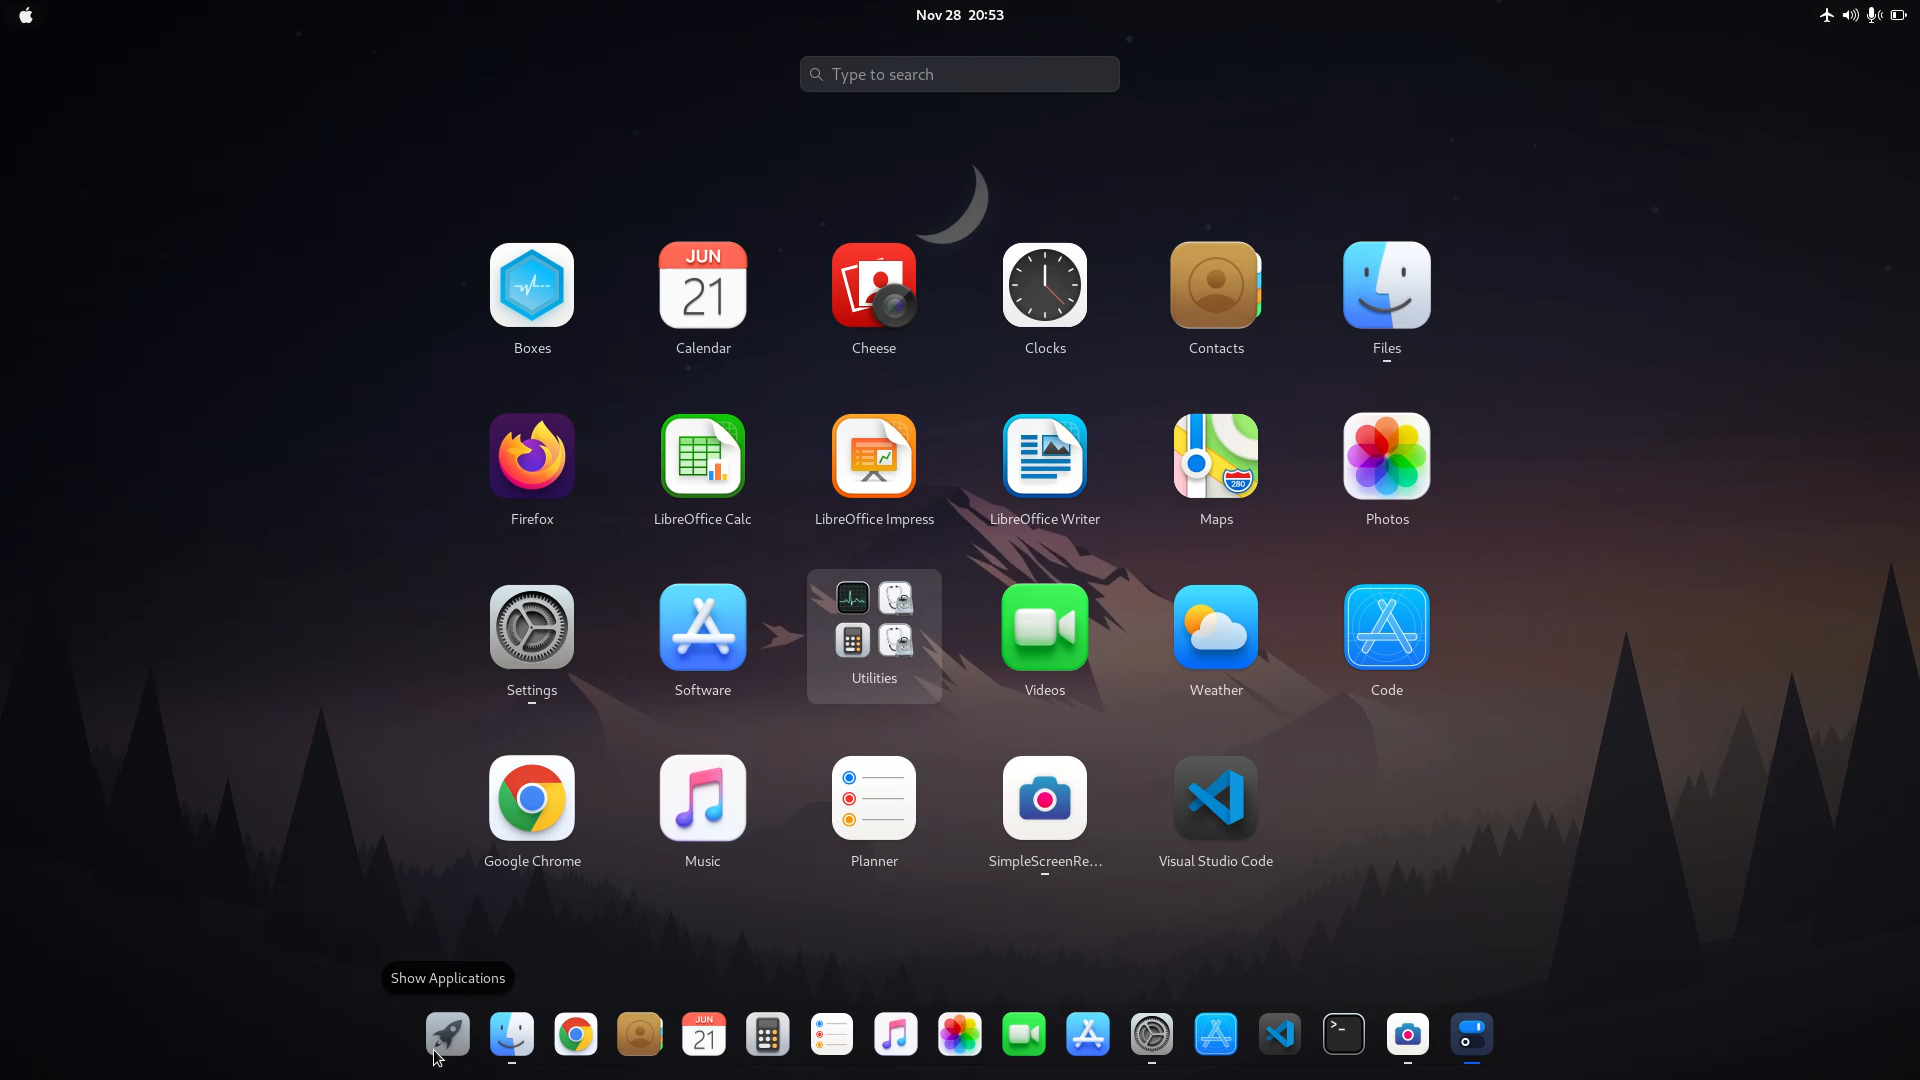 Nov 28 20:53
Type to search
JUN
21
Boxes
Calendar
Cheese
Clocks
Contacts
Files
280
Firefox
LibreOffice Calc
LibreOffice Impress
LibreOffice Writer
Maps
Photos
Settings
Software
Utilities
Videos
Weather
Code
Google Chrome
Music
Planner
SimpleScreenRe...
Visual Studio Code
Show Applications
JUN
21
>_